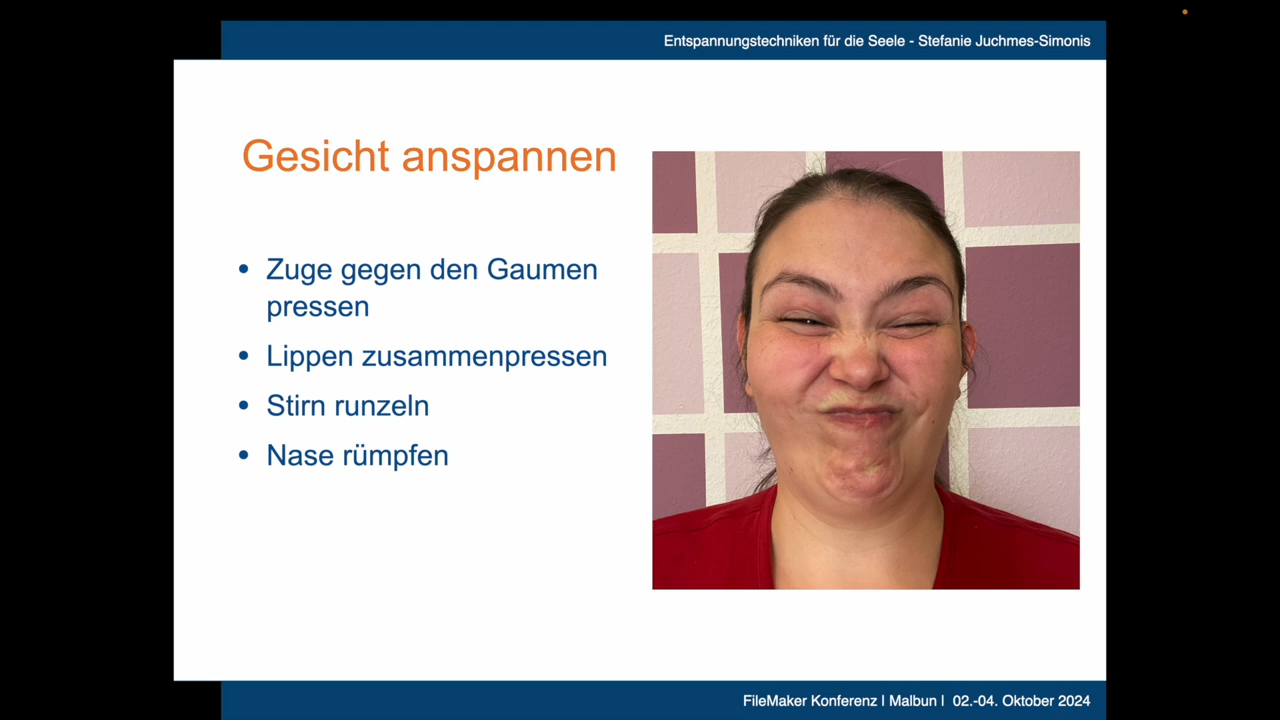 Entspannungstechniken für die Seele - Stefanie Juchmes-Simonis
Gesicht anspannen
• Zuge gegen den Gaumen
pressen
• Lippen zusammenpressen
• Stirn runzeln
• Nase rümpfen
FileMaker Konferenz I Malbun I 02.-04. Oktober 2024